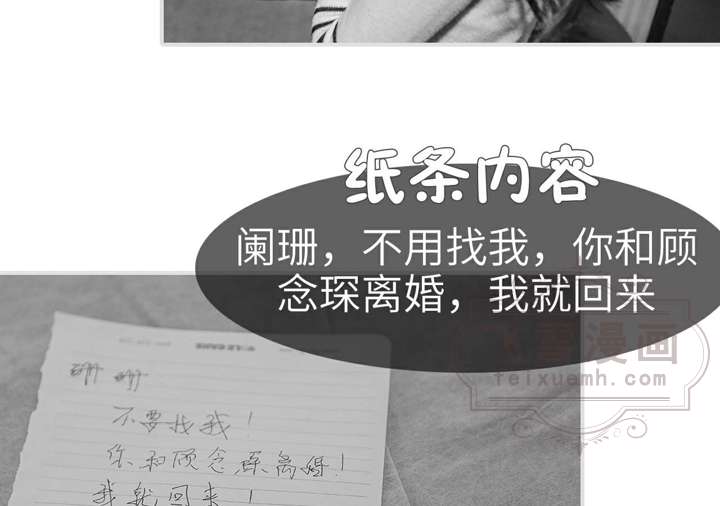 纸条内容
阑珊，不用找我，你和顾
念琛离婚，我就回来
漫画
feixuemh.com
珊珊
不要找我！
你和顾念琛离婚！
我就回来！